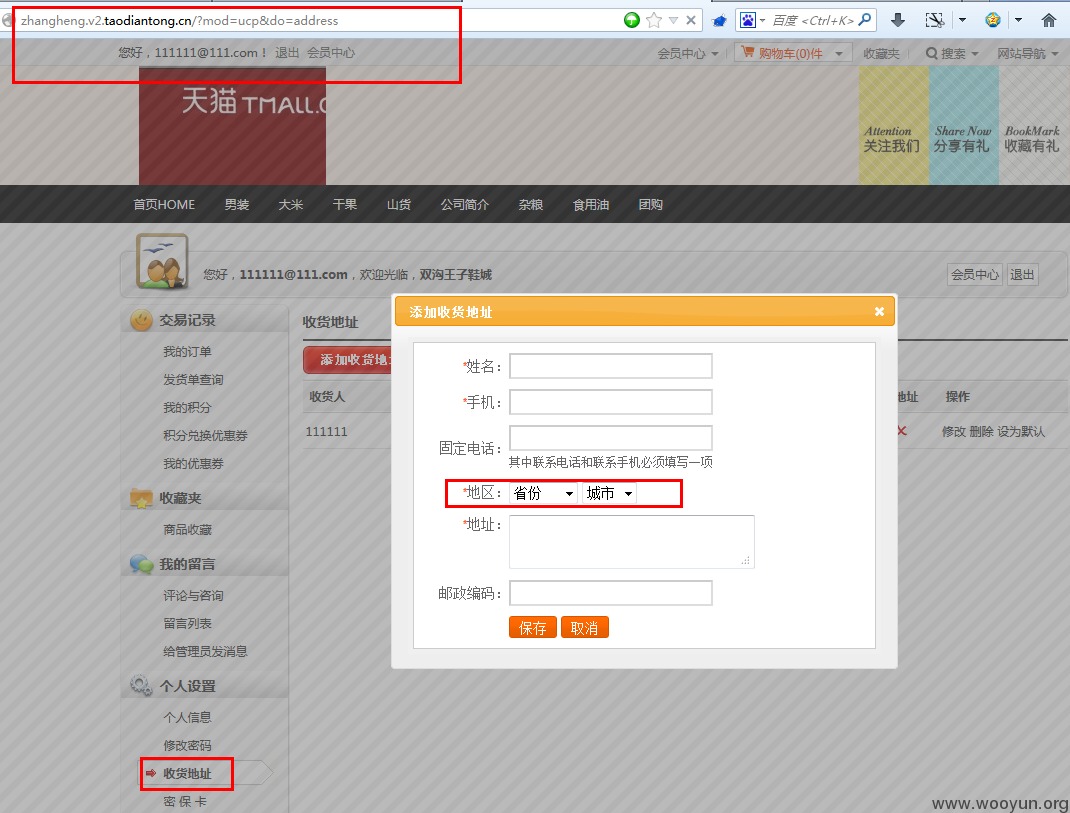 zhangheng.v2.taodiantong.cn/?mod=ucp&do=address
百度 <Ctrl+K>
您好，111111@111.com！ 退出 会员中心
会员中心 购物车(0)件 收藏夹 搜索 网站导航
天猫 TMALL.C
Attention 关注我们
Share Now 分享有礼
BookMark 收藏有礼
首页HOME 男装 大米 干果 山货 公司简介 杂粮 食用油 团购
您好，111111@111.com，欢迎光临，双沟王子鞋城
会员中心 退出
交易记录
我的订单
发货单查询
我的积分
积分兑换优惠券
我的优惠券
收藏夹
商品收藏
我的留言
评论与咨询
留言列表
给管理员发消息
个人设置
个人信息
修改密码
收货地址
密 保 卡
收货地址
添加收货地
收货人
地址 操作
111111
修改 删除 设为默认
添加收货地址
*姓名：
*手机：
固定电话：
其中联系电话和联系手机必须填写一项
*地区： 省份 城市
*地址：
邮政编码：
保存 取消
www.wooyun.org